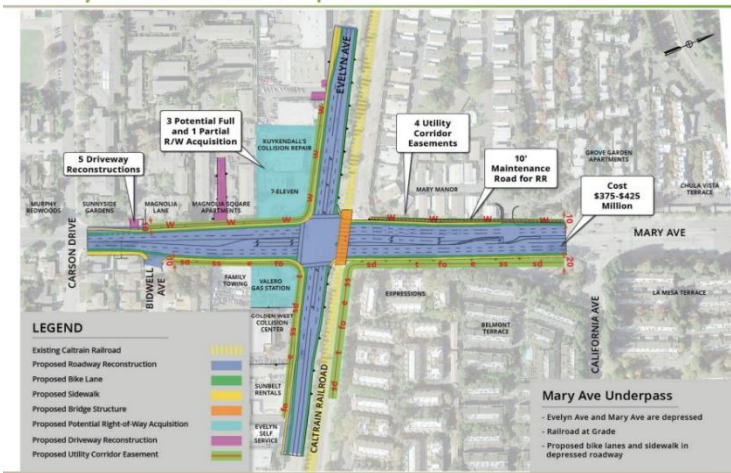 EVELYN AVE
3 Potential Full
and 1 Partial
R/W Acquisition
KUYKENDALL'S
COLLISION REPAIR
7-ELEVEN
4 Utility
Corridor
Easements
10'
Maintenance
Road for RR
GROVE GARDEN
APARTMENTS
CHULA VISTA
TERRACE
5 Driveway
Reconstructions
MURPHY
REDWOODS
SUNNYSIDE
GARDENS
MAGNOLIA
LANE
MAGNOLIA SQUARE
APARTMENTS
MARY MANOR
Cost
$375-$425
Million
MARY AVE
CARSON DRIVE
BIDWELL
AVE
FAMILY
TOWING
VALERO
GAS STATION
GOLDEN WEST
COLLISION
CENTER
EXPRESSIONS
BELMONT
TERRACE
LA MESA TERRACE
CALIFORNIA AVE
SUNBELT
RENTALS
EVELYN
SELF
SERVICE
CALTRAIN RAILROAD
LEGEND
Existing Caltrain Railroad
Proposed Roadway Reconstruction
Proposed Bike Lane
Proposed Sidewalk
Proposed Bridge Structure
Proposed Potential Right-of-Way Acquisition
Proposed Driveway Reconstruction
Proposed Utility Corridor Easement
Mary Ave Underpass
- Evelyn Ave and Mary Ave are depressed
- Railroad at Grade
- Proposed bike lanes and sidewalk in
depressed roadway